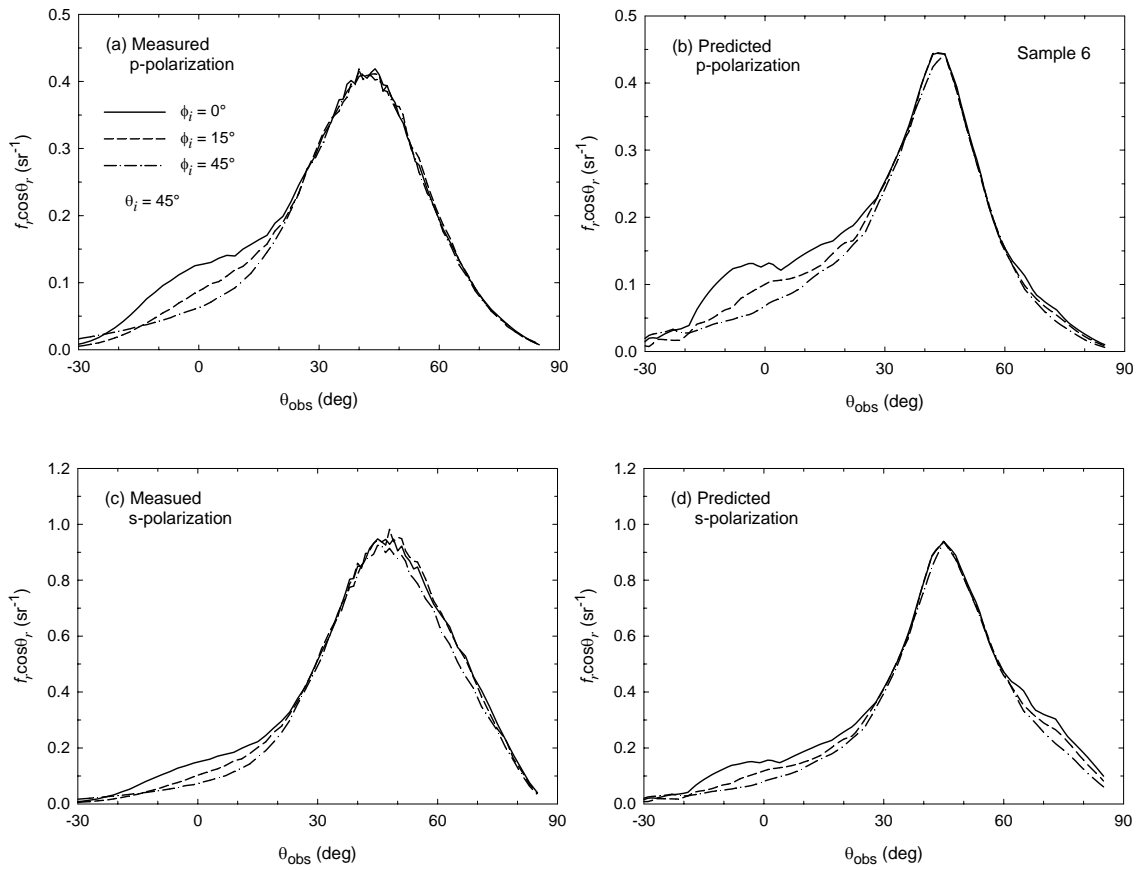 (a) Measured
p-polarization
ϕi = 0°
ϕi = 15°
ϕi = 45°
θi = 45°
0.5
0.4
0.3
0.2
0.1
0.0
frcosθr (sr-1)
-30 0 30 60 90
θobs (deg)
(b) Predicted
p-polarization
Sample 6
0.5
0.4
0.3
0.2
0.1
0.0
frcosθr (sr-1)
-30 0 30 60 90
θobs (deg)
(c) Measued
s-polarization
1.2
1.0
0.8
0.6
0.4
0.2
0.0
frcosθr (sr-1)
-30 0 30 60 90
θobs (deg)
(d) Predicted
s-polarization
1.2
1.0
0.8
0.6
0.4
0.2
0.0
frcosθr (sr-1)
-30 0 30 60 90
θobs (deg)